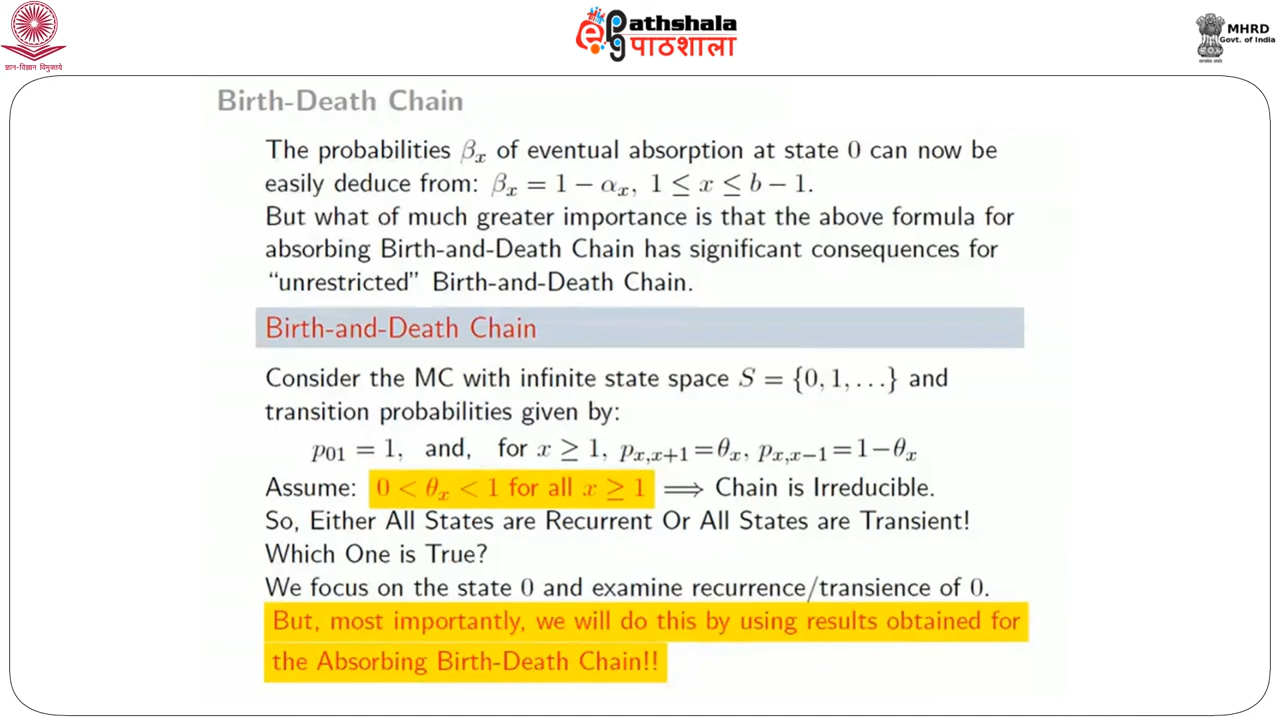 ज्ञान-विज्ञान विमुक्तये
Pathshala
पाठशाला
MHRD
Govt. of India
Birth-Death Chain
The probabilities βₓ of eventual absorption at state 0 can now be
easily deduce from: βₓ = 1 − αₓ, 1 ≤ x ≤ b − 1.
But what of much greater importance is that the above formula for
absorbing Birth-and-Death Chain has significant consequences for
“unrestricted” Birth-and-Death Chain.
Birth-and-Death Chain
Consider the MC with infinite state space S = {0, 1, . . .} and
transition probabilities given by:
p₀₁ = 1, and, for x ≥ 1, pₓ,ₓ₊₁ = θₓ, pₓ,ₓ₋₁ = 1−θₓ
Assume: 0 < θₓ < 1 for all x ≥ 1 ⟹ Chain is Irreducible.
So, Either All States are Recurrent Or All States are Transient!
Which One is True?
We focus on the state 0 and examine recurrence/transience of 0.
But, most importantly, we will do this by using results obtained for
the Absorbing Birth-Death Chain!!